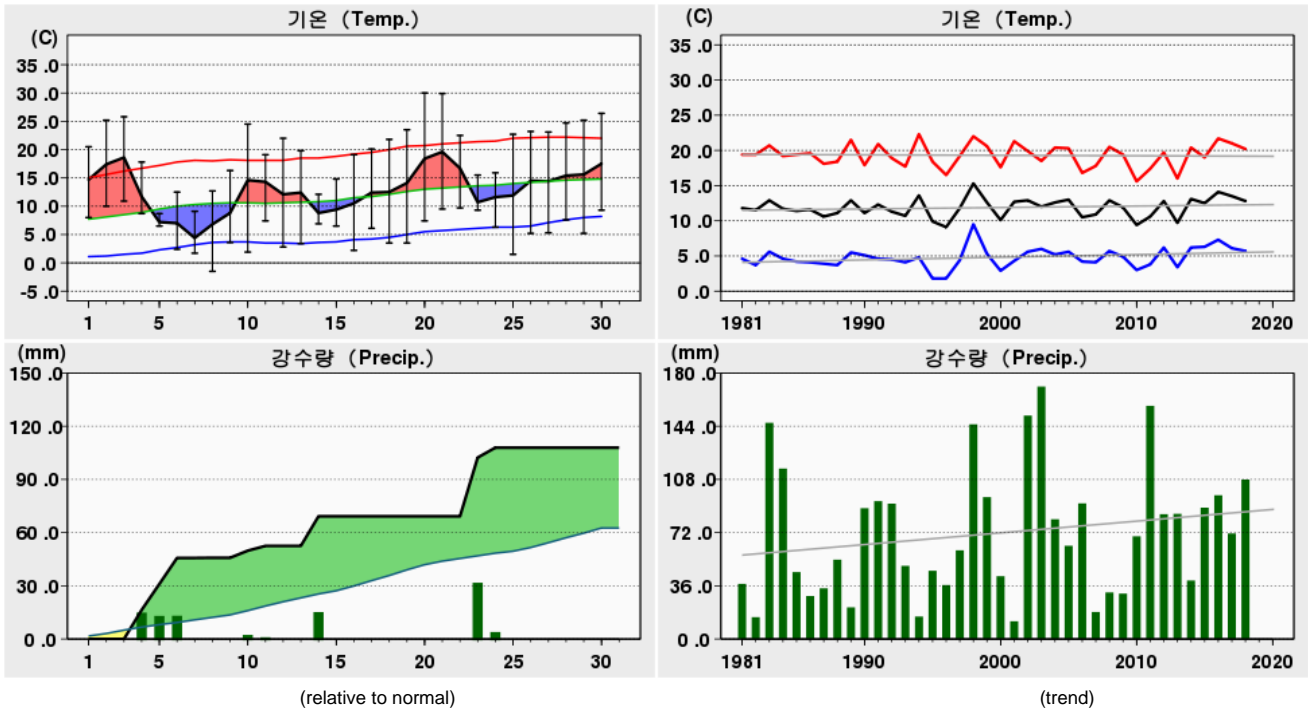 기온 (Temp.)
(C)
35 .0
30 .0
25 .0
20 .0
15 .0
10 .0
5 .0
0 .0
-5 .0
1 5 10 15 20 25 30
기온 (Temp.)
(C)
35 .0
30 .0
25 .0
20 .0
15 .0
10 .0
5 .0
0 .0
1981 1990 2000 2010 2020
강수량 (Precip.)
(mm)
150 .0
120 .0
90 .0
60 .0
30 .0
0 .0
1 5 10 15 20 25 30
(relative to normal)
강수량 (Precip.)
(mm)
180 .0
144 .0
108 .0
72 .0
36 .0
0 .0
1981 1990 2000 2010 2020
(trend)